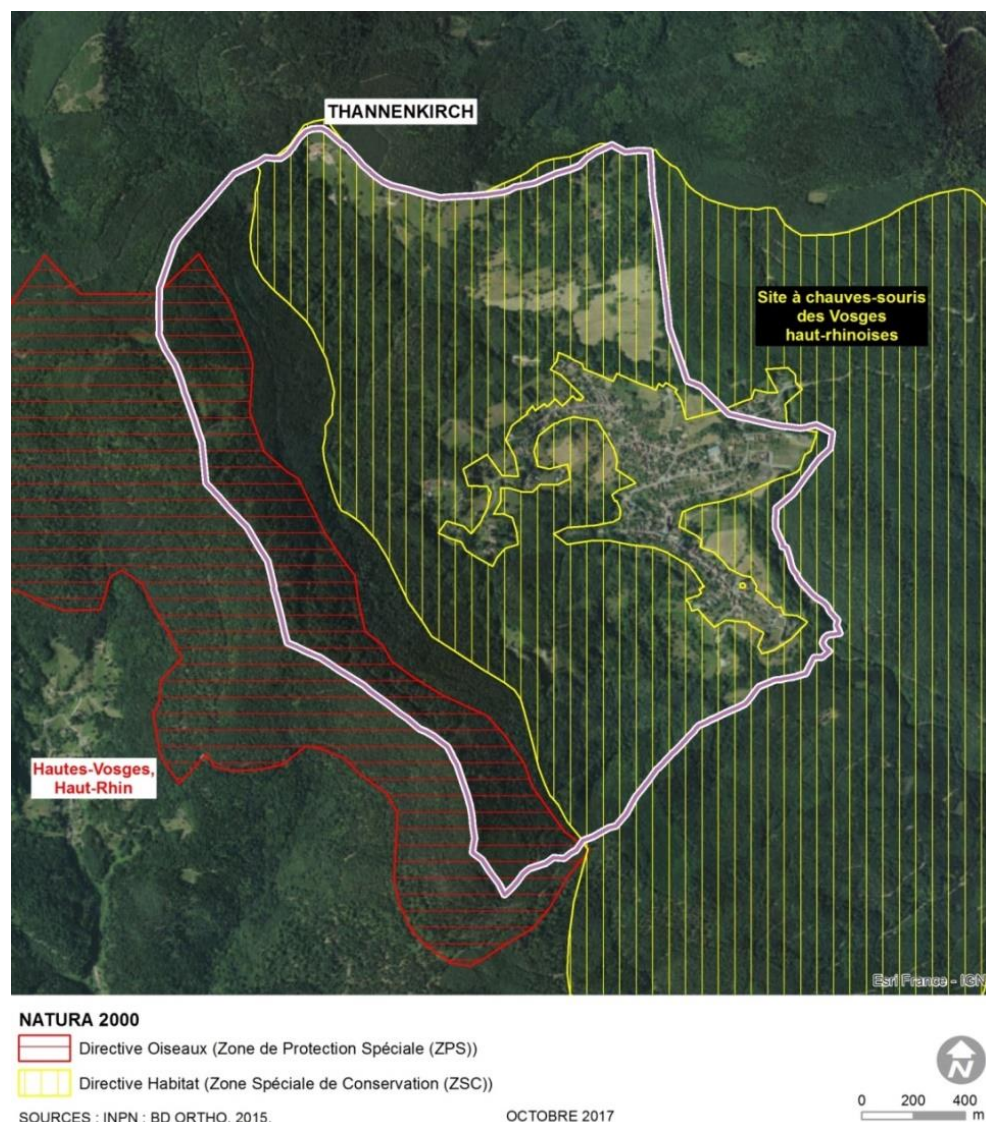 THANNENKIRCH
Site à chauves-souris
des Vosges
haut-rhinoises
Hautes-Vosges,
Haut-Rhin
Esri France - IGN
NATURA 2000
Directive Oiseaux (Zone de Protection Spéciale (ZPS))
Directive Habitat (Zone Spéciale de Conservation (ZSC))
SOURCES : INPN ; BD ORTHO, 2015.
OCTOBRE 2017
N
0 200 400
m